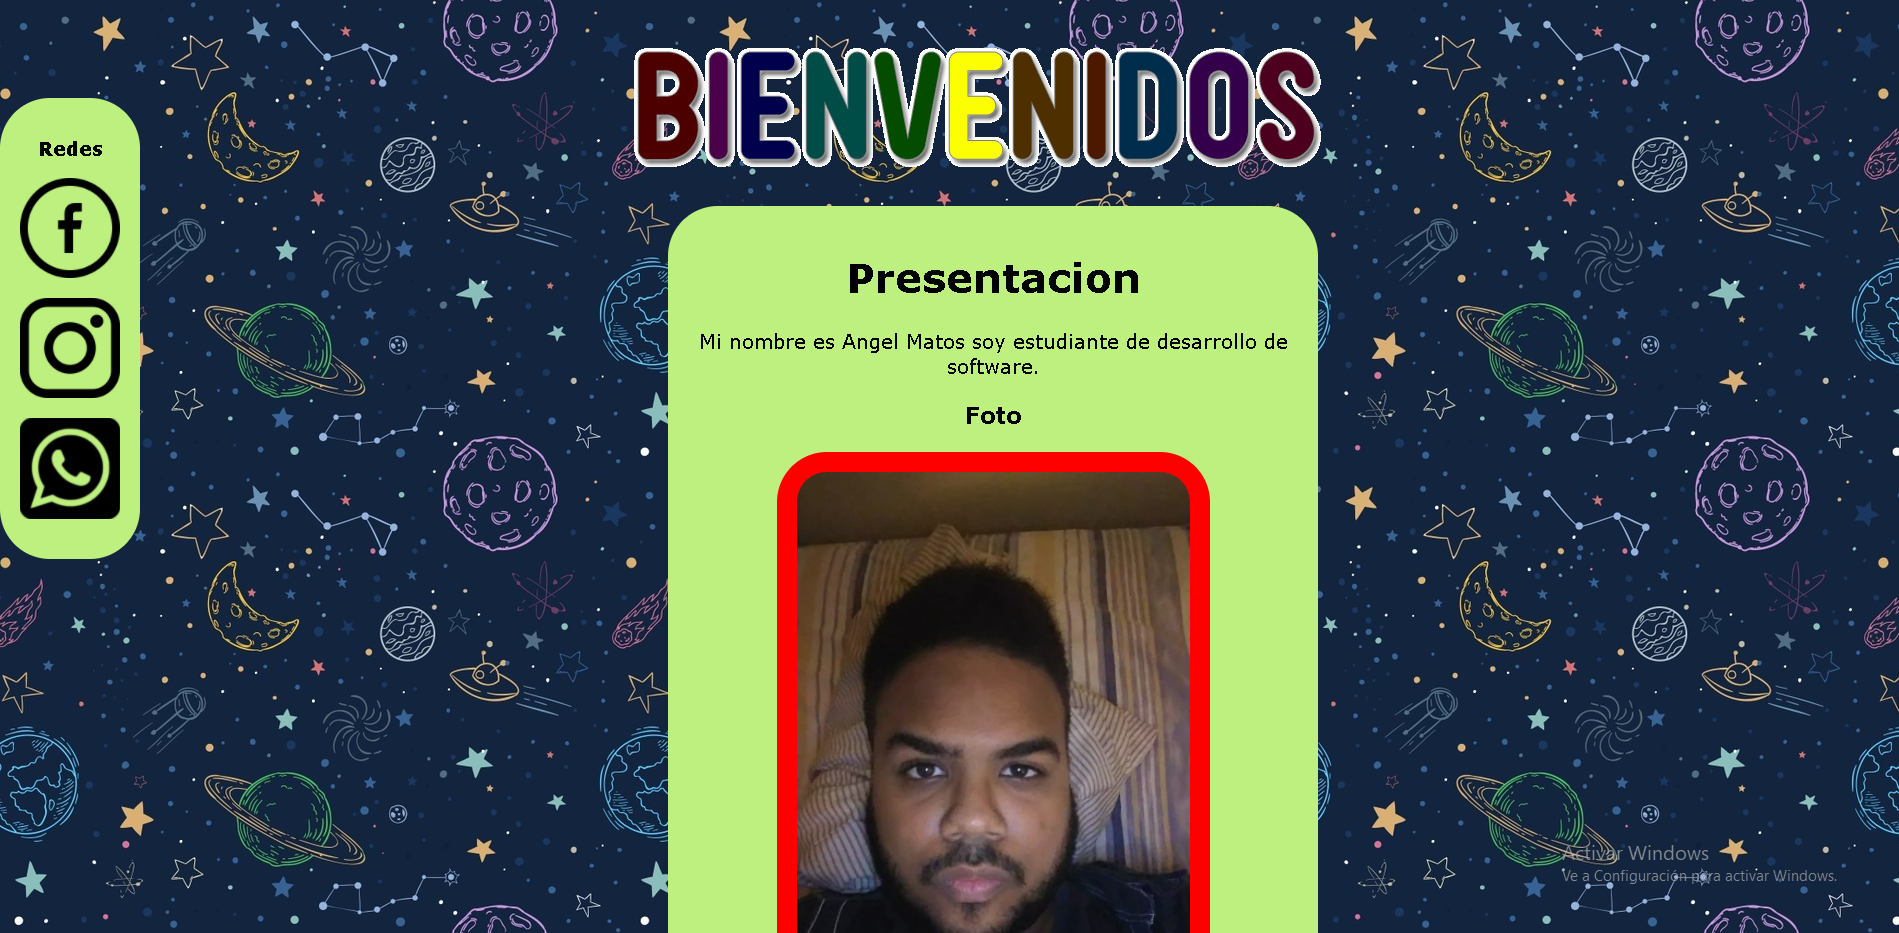 BIENVENIDOS
Redes
Presentacion
Mi nombre es Angel Matos soy estudiante de desarrollo de
software.
Foto
Activar Windows
Ve a Configuración para activar Windows.